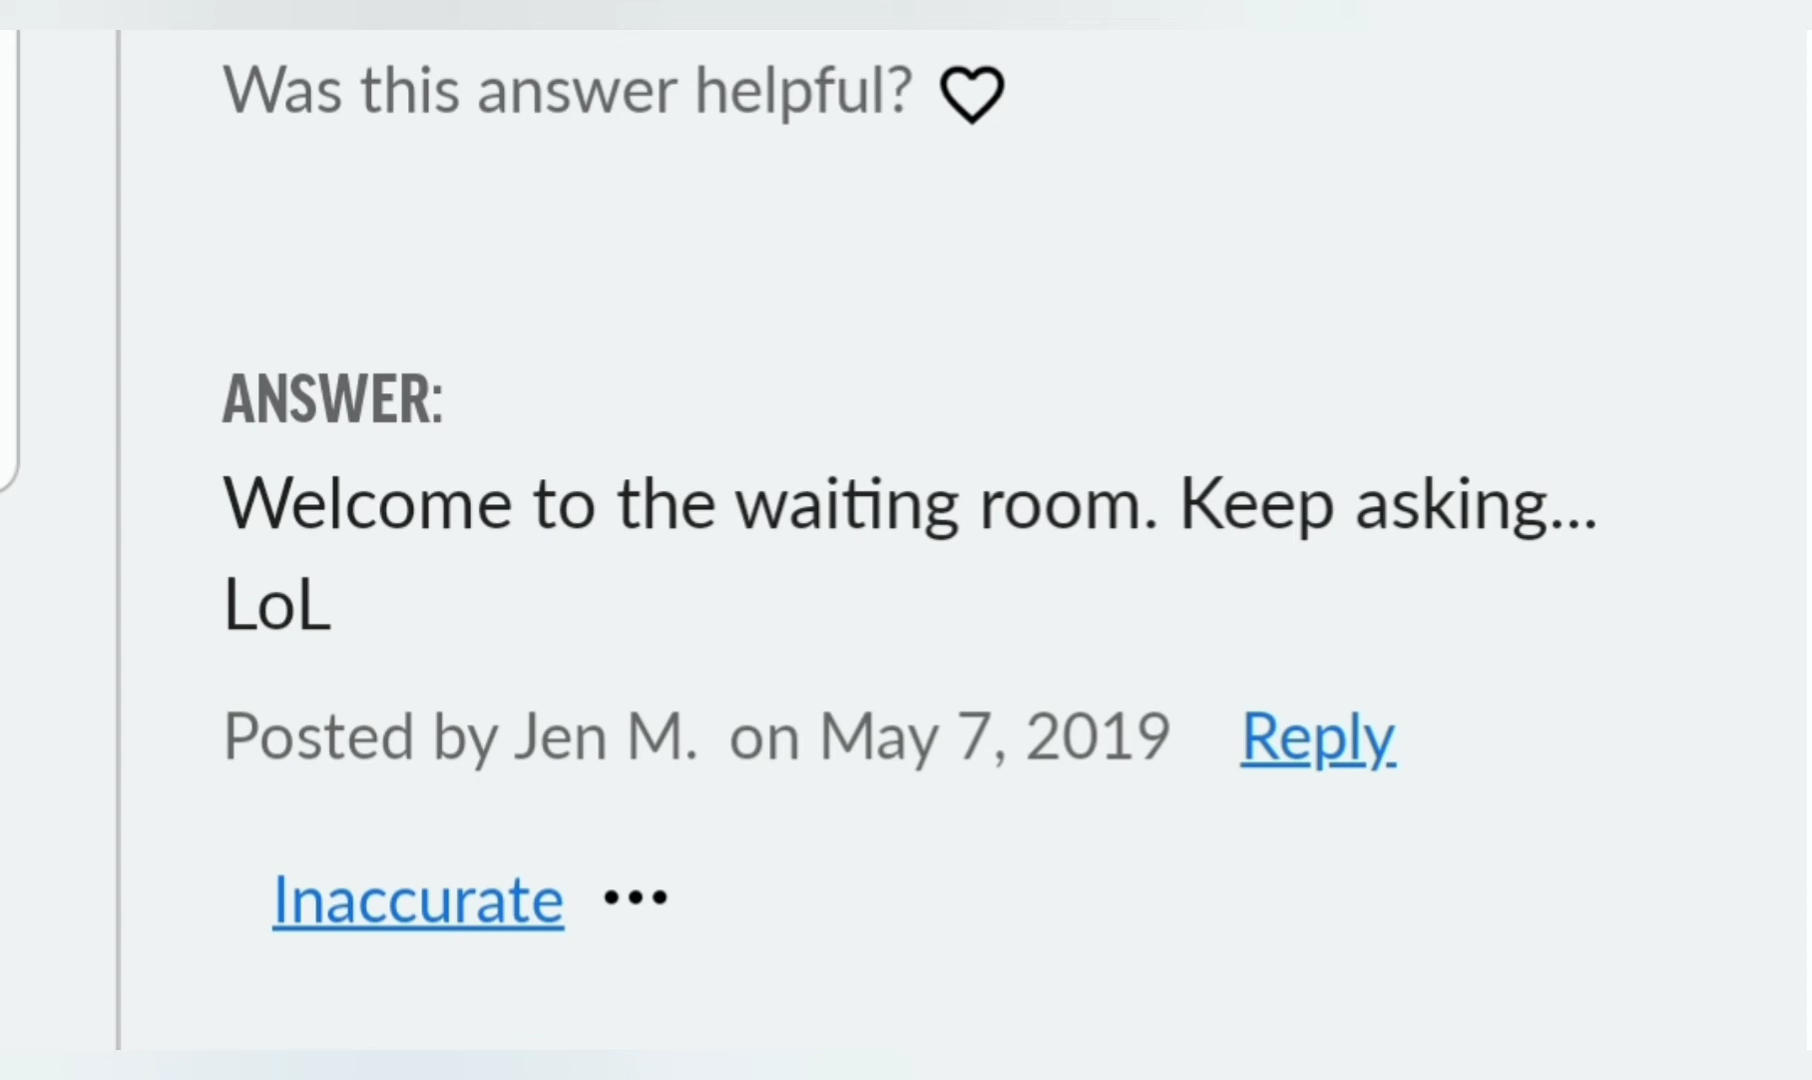 Was this answer helpful?
ANSWER:
Welcome to the waiting room. Keep asking...
LoL
Posted by Jen M. on May 7, 2019 Reply
Inaccurate •••